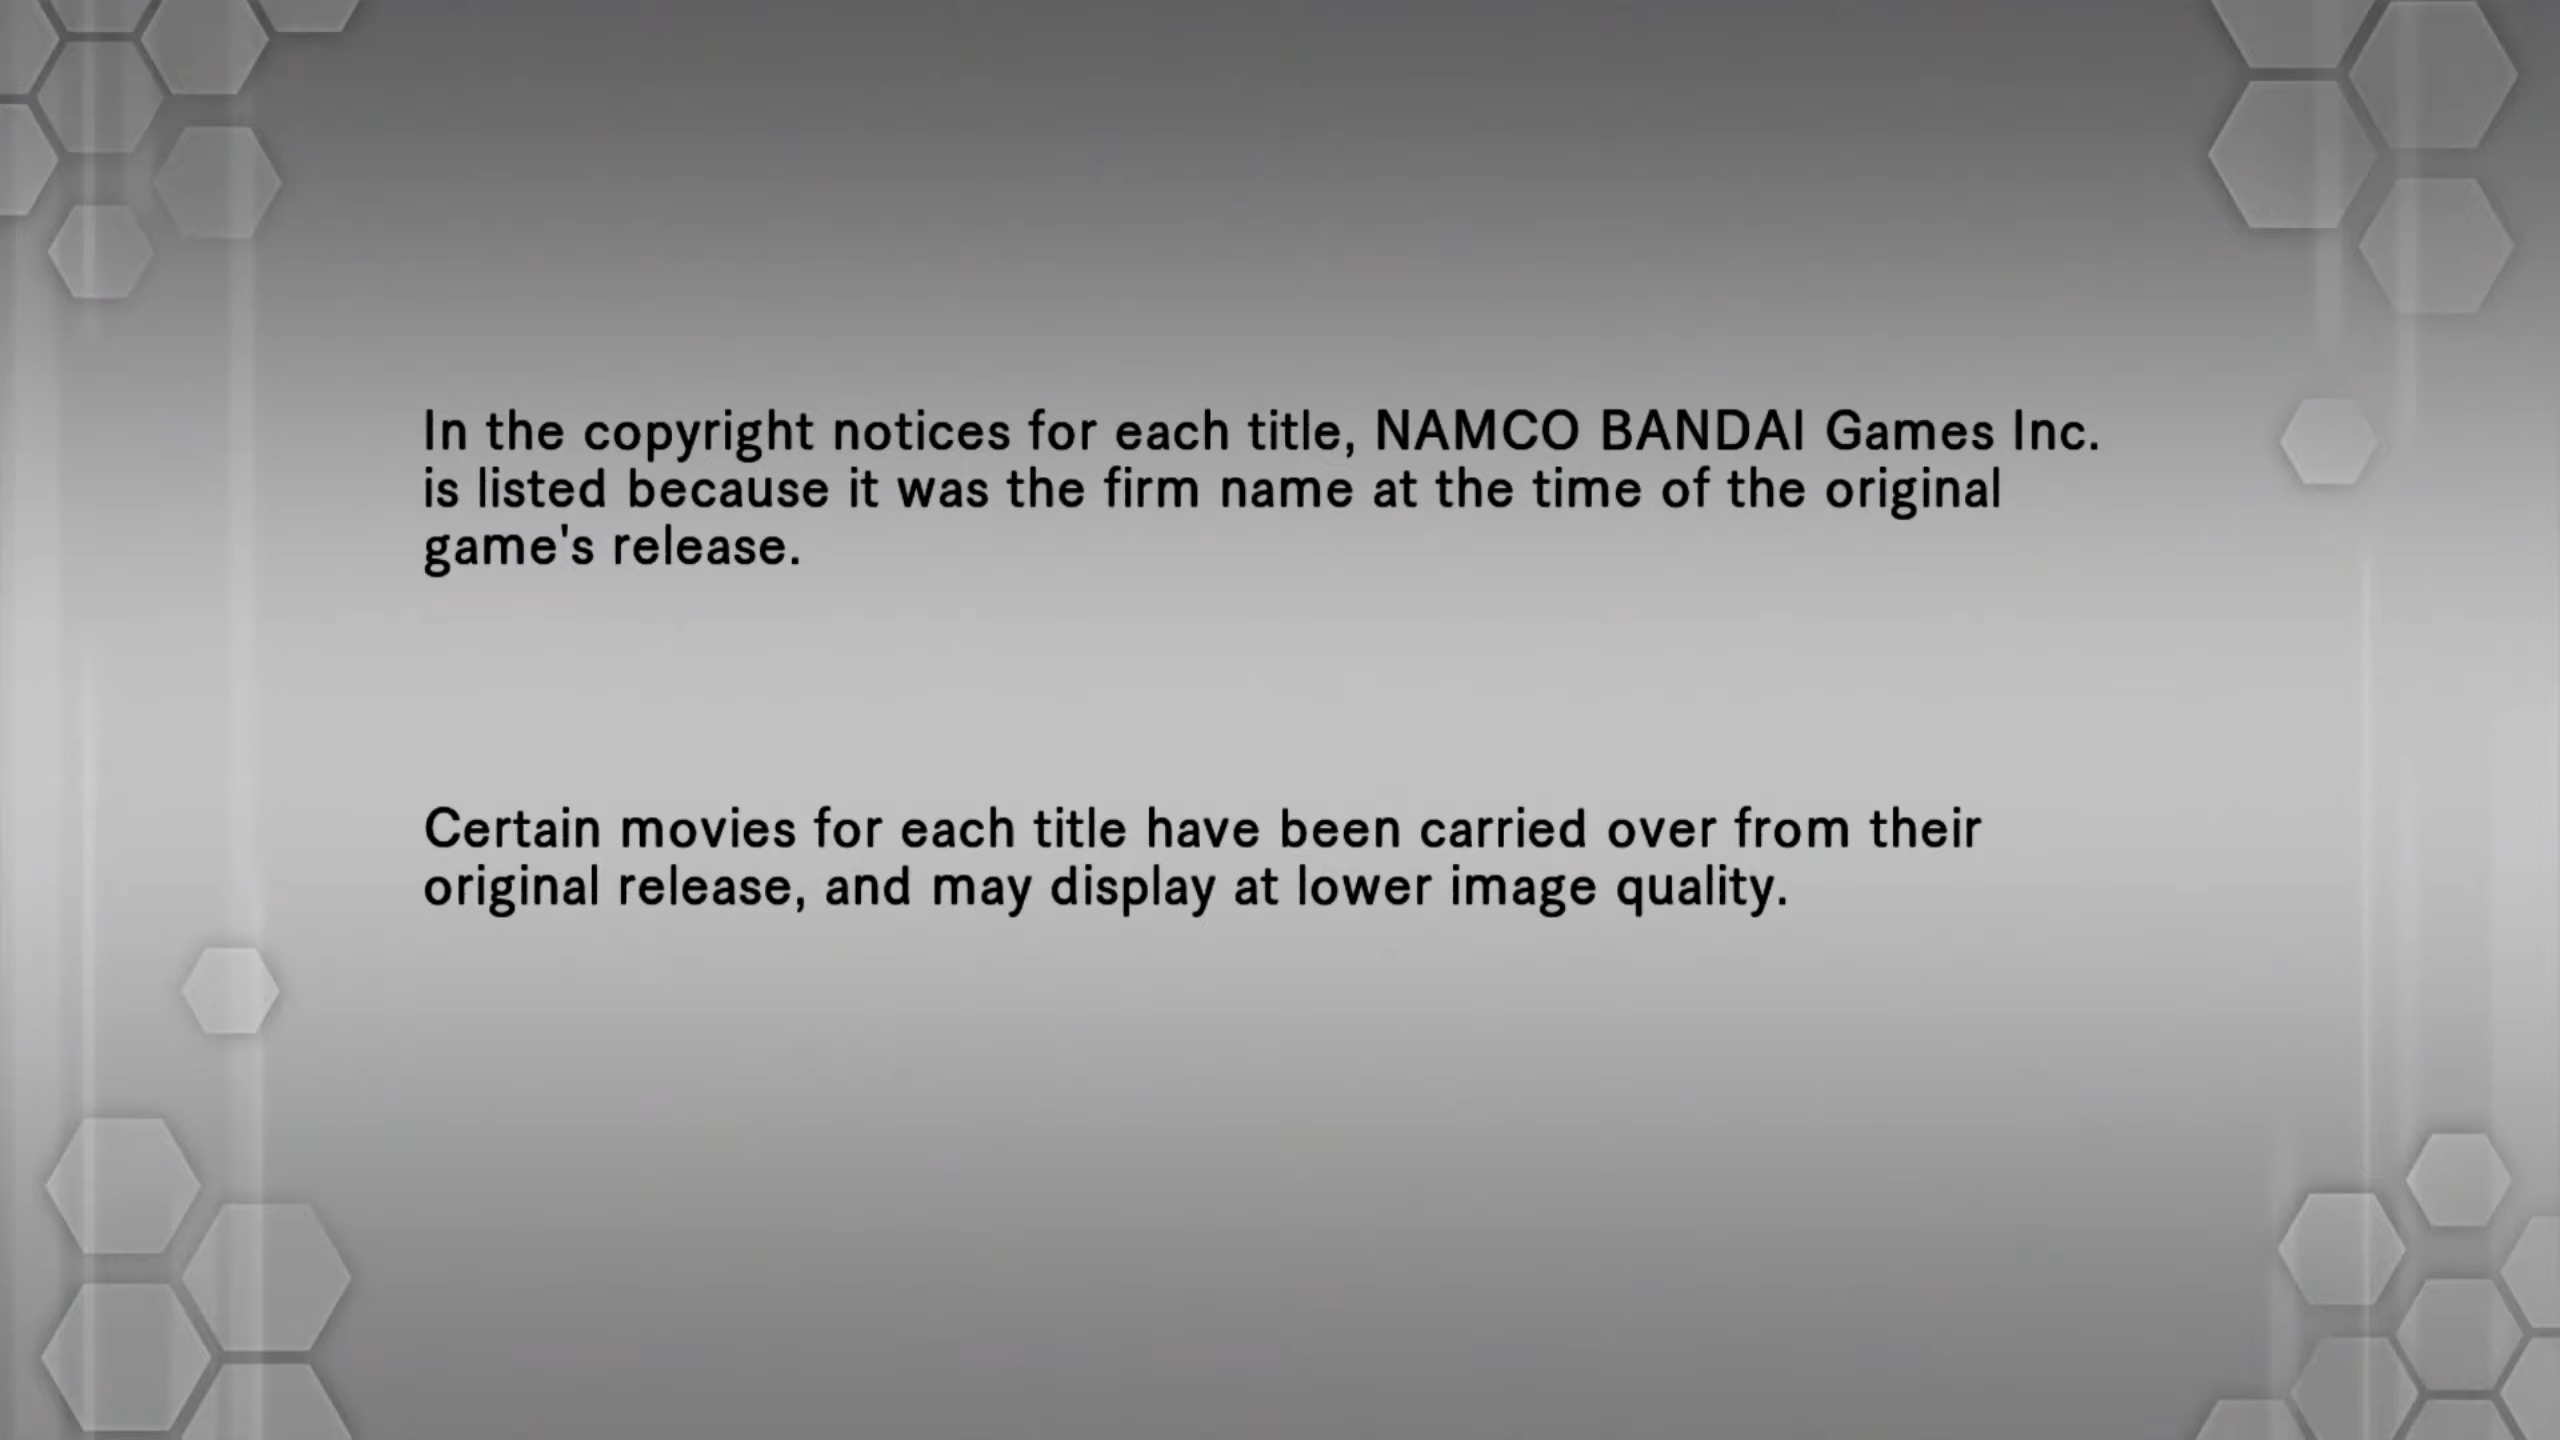 In the copyright notices for each title, NAMCO BANDAI Games Inc.
is listed because it was the firm name at the time of the original
game's release.
Certain movies for each title have been carried over from their
original release, and may display at lower image quality.